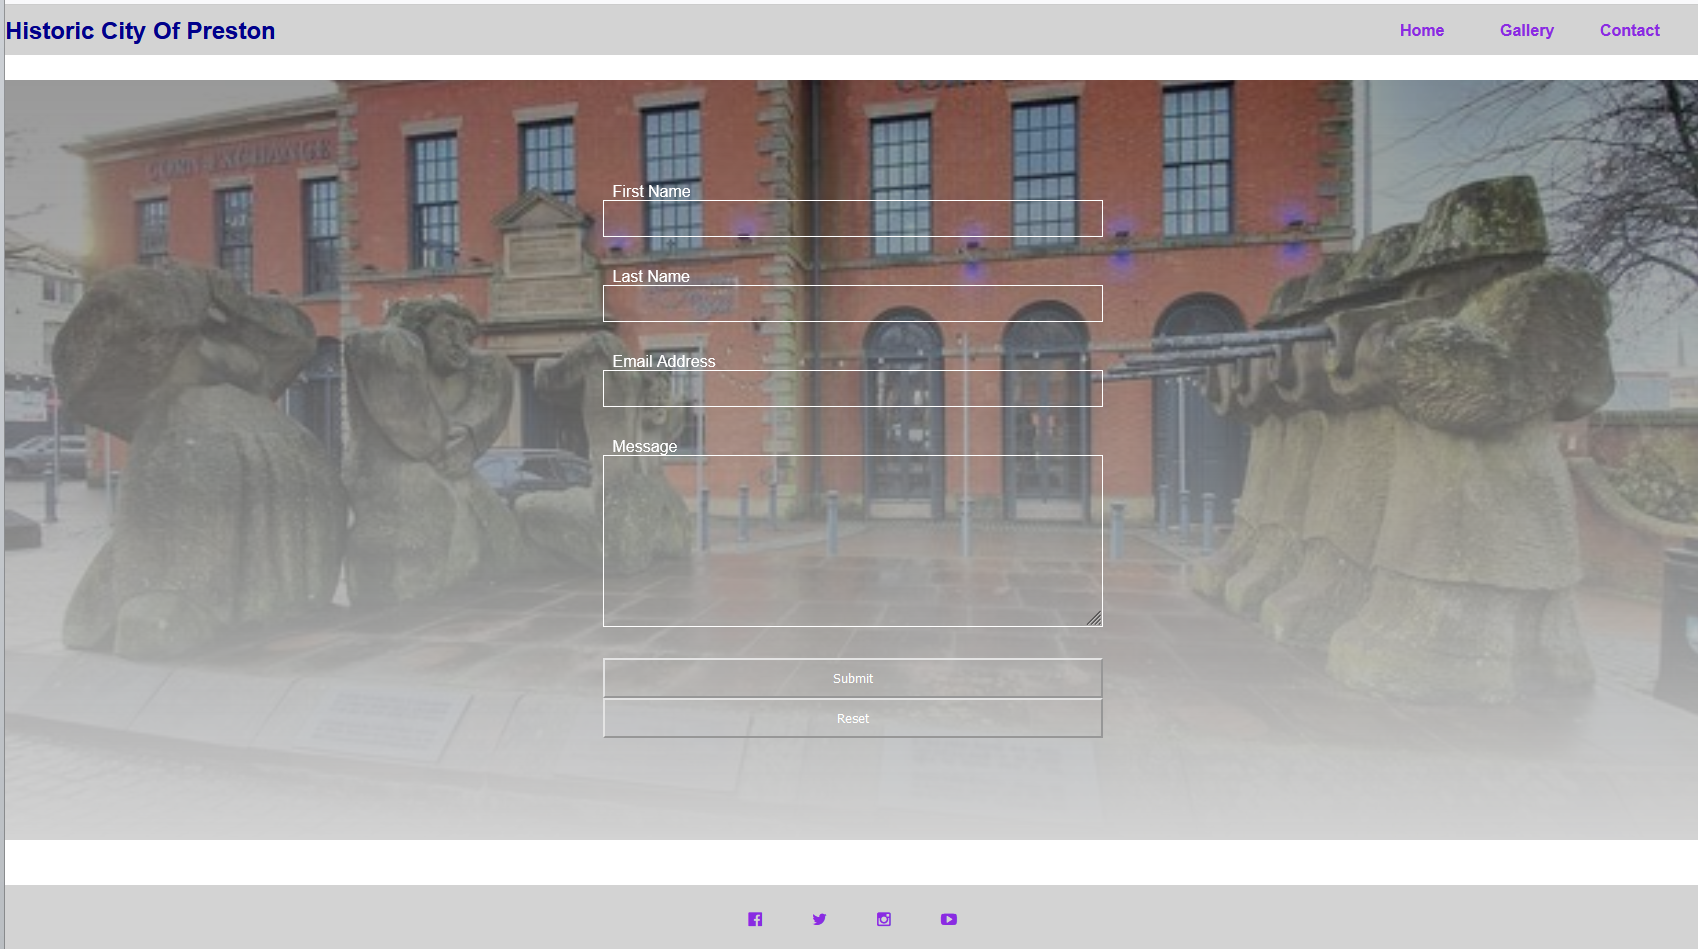 Historic City Of Preston
Home
Gallery
Contact
CORN EXCHANGE
First Name
Last Name
Email Address
Message
Submit
Reset